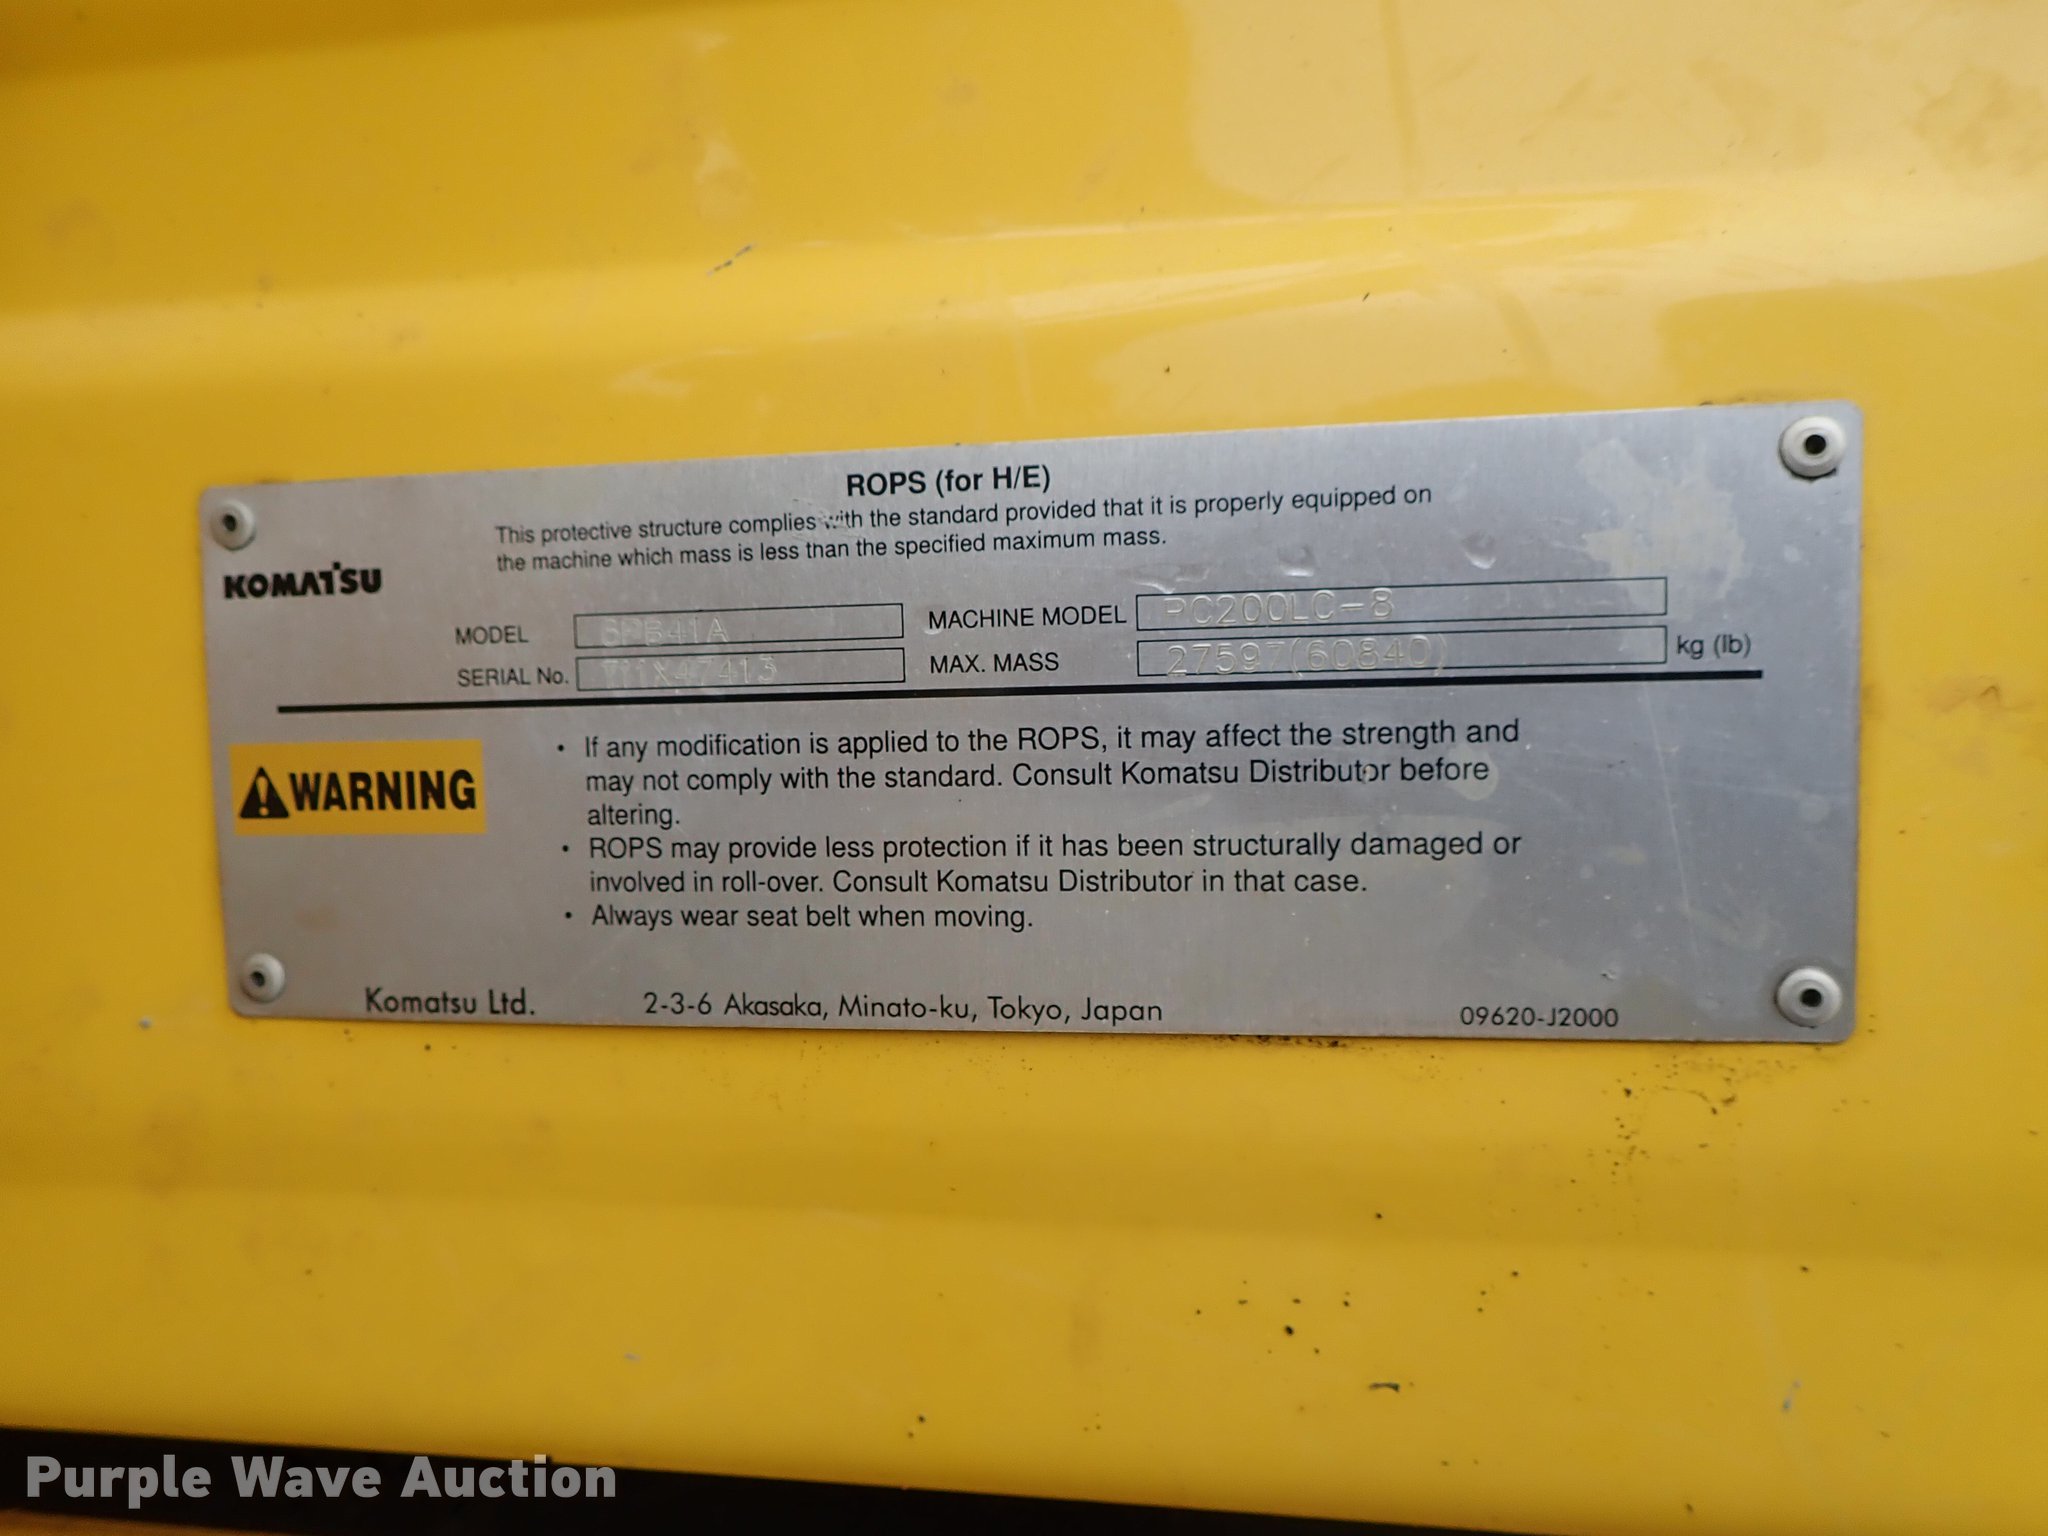 ROPS (for H/E)
This protective structure complies with the standard provided that it is properly equipped on
the machine which mass is less than the specified maximum mass.
KOMATSU
MODEL MACHINE MODEL PC200LC-8
SERIAL No. MAX. MASS 27597(60840) kg (lb)
WARNING
• If any modification is applied to the ROPS, it may affect the strength and
may not comply with the standard. Consult Komatsu Distributor before
altering.
• ROPS may provide less protection if it has been structurally damaged or
involved in roll-over. Consult Komatsu Distributor in that case.
• Always wear seat belt when moving.
Komatsu Ltd. 2-3-6 Akasaka, Minato-ku, Tokyo, Japan 09620-J2000
Purple Wave Auction